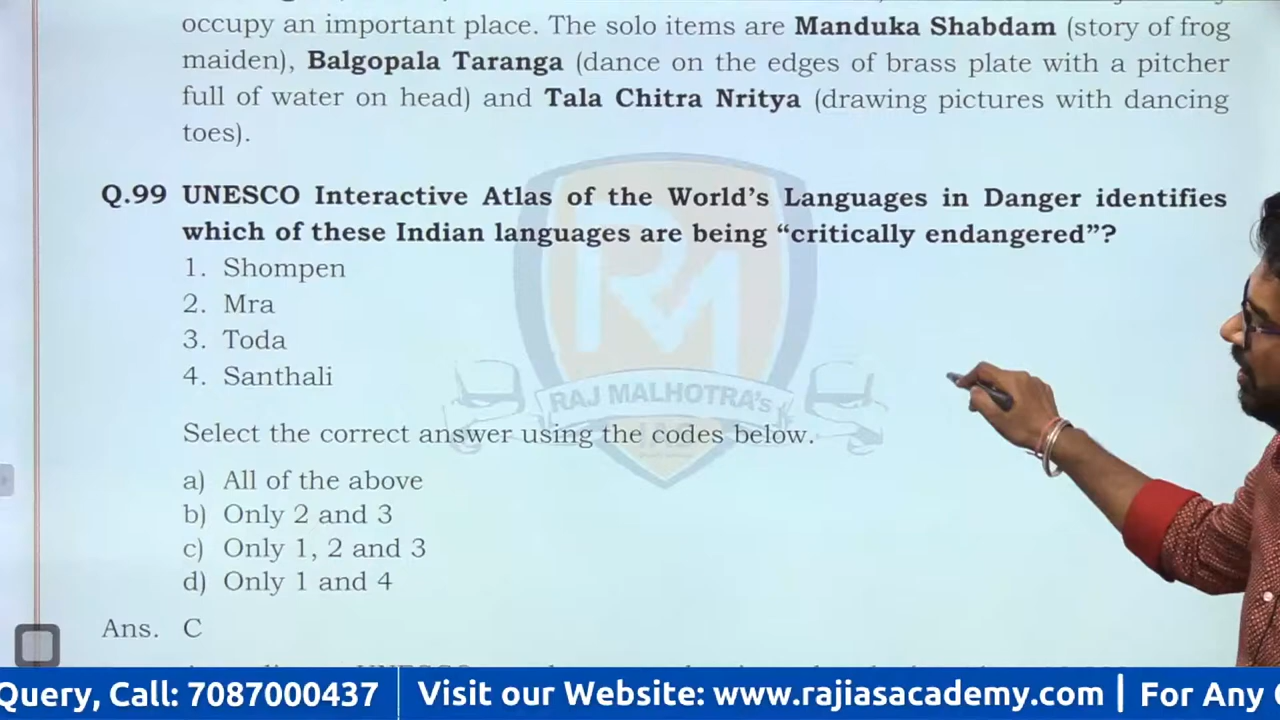 occupy an important place. The solo items are Manduka Shabdam (story of frog
maiden), Balgopala Taranga (dance on the edges of brass plate with a pitcher
full of water on head) and Tala Chitra Nritya (drawing pictures with dancing
toes).
Q.99 UNESCO Interactive Atlas of the World's Languages in Danger identifies
which of these Indian languages are being “critically endangered”?
1. Shompen
2. Mra
3. Toda
4. Santhali
RAJ MALHOTRA's
Select the correct answer using the codes below.
a) All of the above
b) Only 2 and 3
c) Only 1, 2 and 3
d) Only 1 and 4
Ans. C
Query, Call: 7087000437 | Visit our Website: www.rajiasacademy.com | For Any